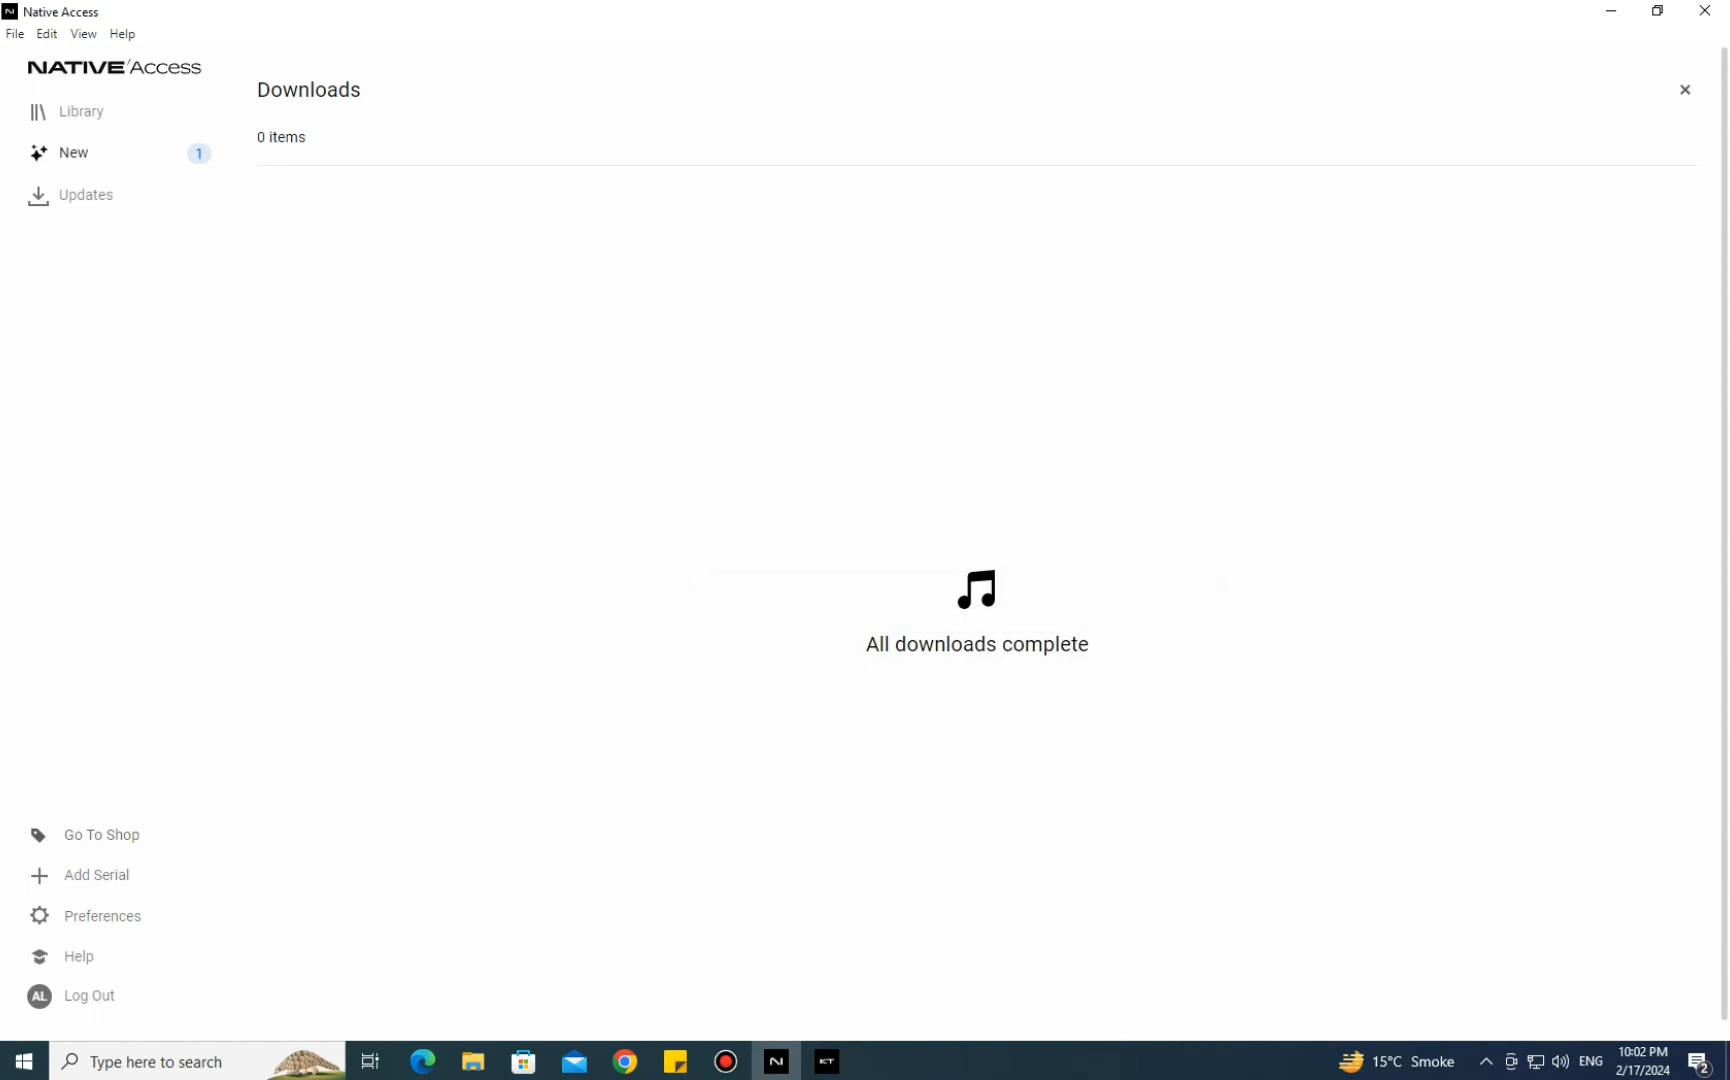 Native Access
File Edit View Help
NATIVE Access
Library
New 1
Updates
Downloads
0 items
All downloads complete
Go To Shop
Add Serial
Preferences
Help
AL Log Out
Type here to search
KT
15°C Smoke
ENG
10:02 PM
2/17/2024
2